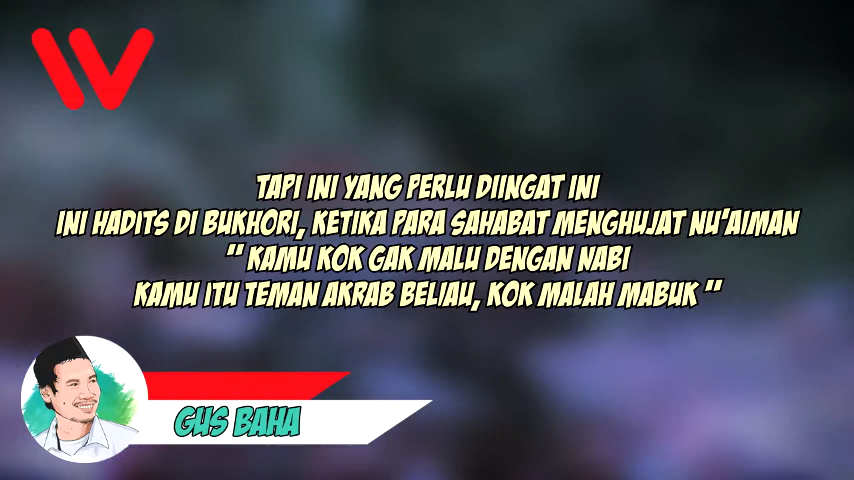 TAPI INI YANG PERLU DIINGAT INI
INI HADITS DI BUKHORI, KETIKA PARA SAHABAT MENGHUJAT NU'AIMAN
" KAMU KOK GAK MALU DENGAN NABI
KAMU ITU TEMAN AKRAB BELIAU, KOK MALAH MABUK "
GUS BAHA